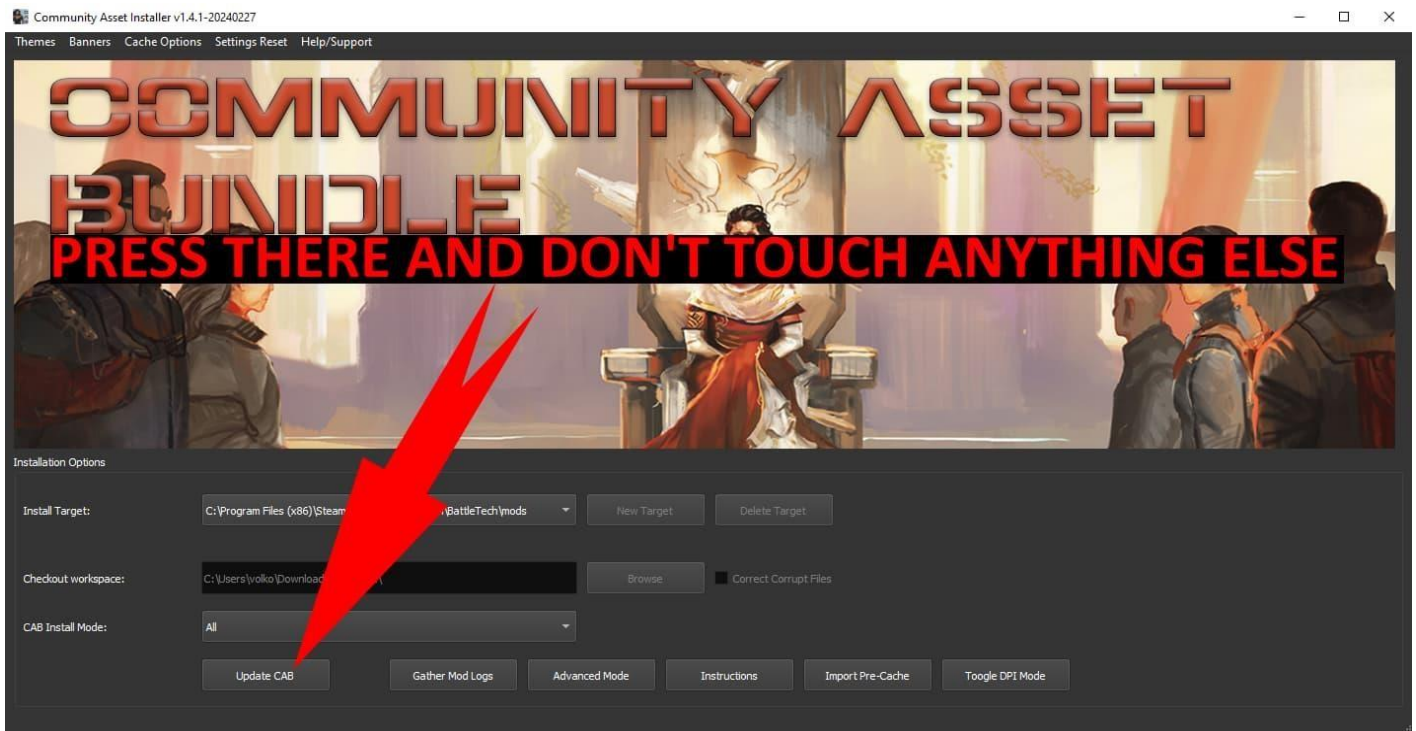 Community Asset Installer v1.4.1-20240227
Themes Banners Cache Options Settings Reset Help/Support
COMMUNITY ASSET
BUNDLE
PRESS THERE AND DON'T TOUCH ANYTHING ELSE
Installation Options
Install Target: C:\Program Files (x86)\Steam \BattleTech\mods New Target Delete Target
Checkout workspace: C:\Users\volko\Download Browse Correct Corrupt Files
CAB Install Mode: All
Update CAB Gather Mod Logs Advanced Mode Instructions Import Pre-Cache Toogle DPI Mode